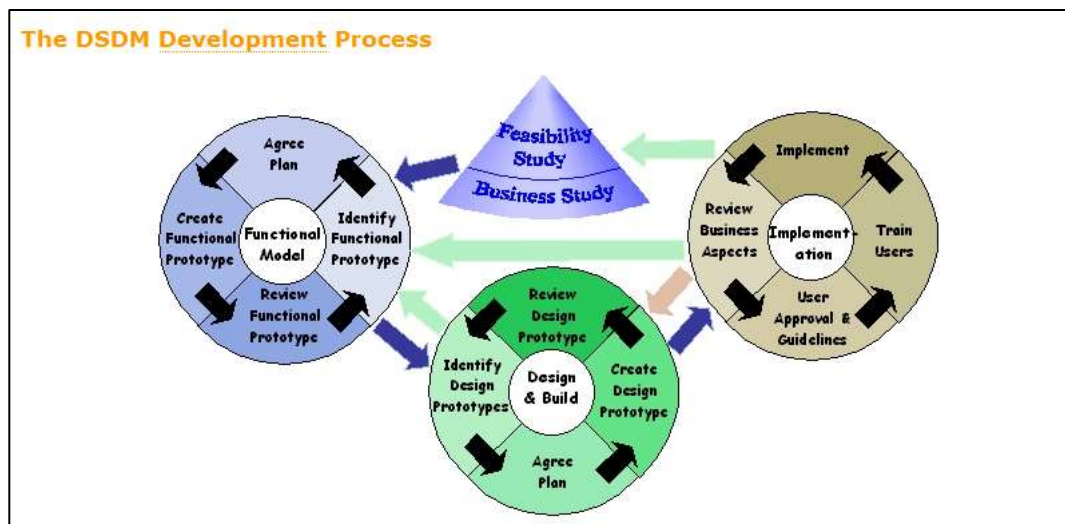 The DSDM Development Process
Feasibility
Study
Business Study
Agree
Plan
Create
Functional
Prototype
Functional
Model
Identify
Functional
Prototype
Review
Functional
Prototype
Review
Design
Prototype
Identify
Design
Prototypes
Design
& Build
Create
Design
Prototype
Agree
Plan
Implement
Review
Business
Aspects
Implement-
ation
Train
Users
User
Approval &
Guidelines